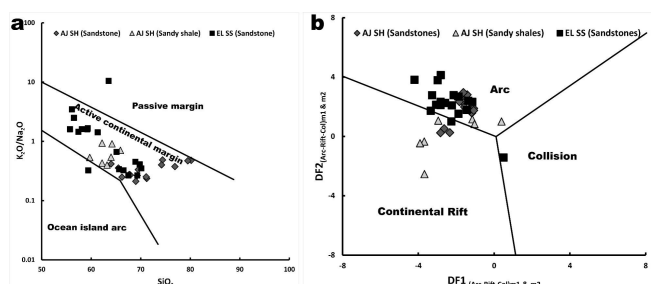 a
AJ SH (Sandstone) AJ SH (Sandy shale) EL SS (Sandstone)
100
10
1
0.1
0.01
K₂O/Na₂O
Passive margin
Active continental margin
Ocean island arc
50 60 70 80 90 100
SiO₂
b
AJ SH (Sandstones) AJ SH (Sandy shales) EL SS (Sandstones)
8
4
0
-4
-8
DF2(Arc-Rift-Col)m1 & m2
Arc
Collision
Continental Rift
-8 -4 0 4 8
DF1 (Arc-Rift-Col)m1 & m2